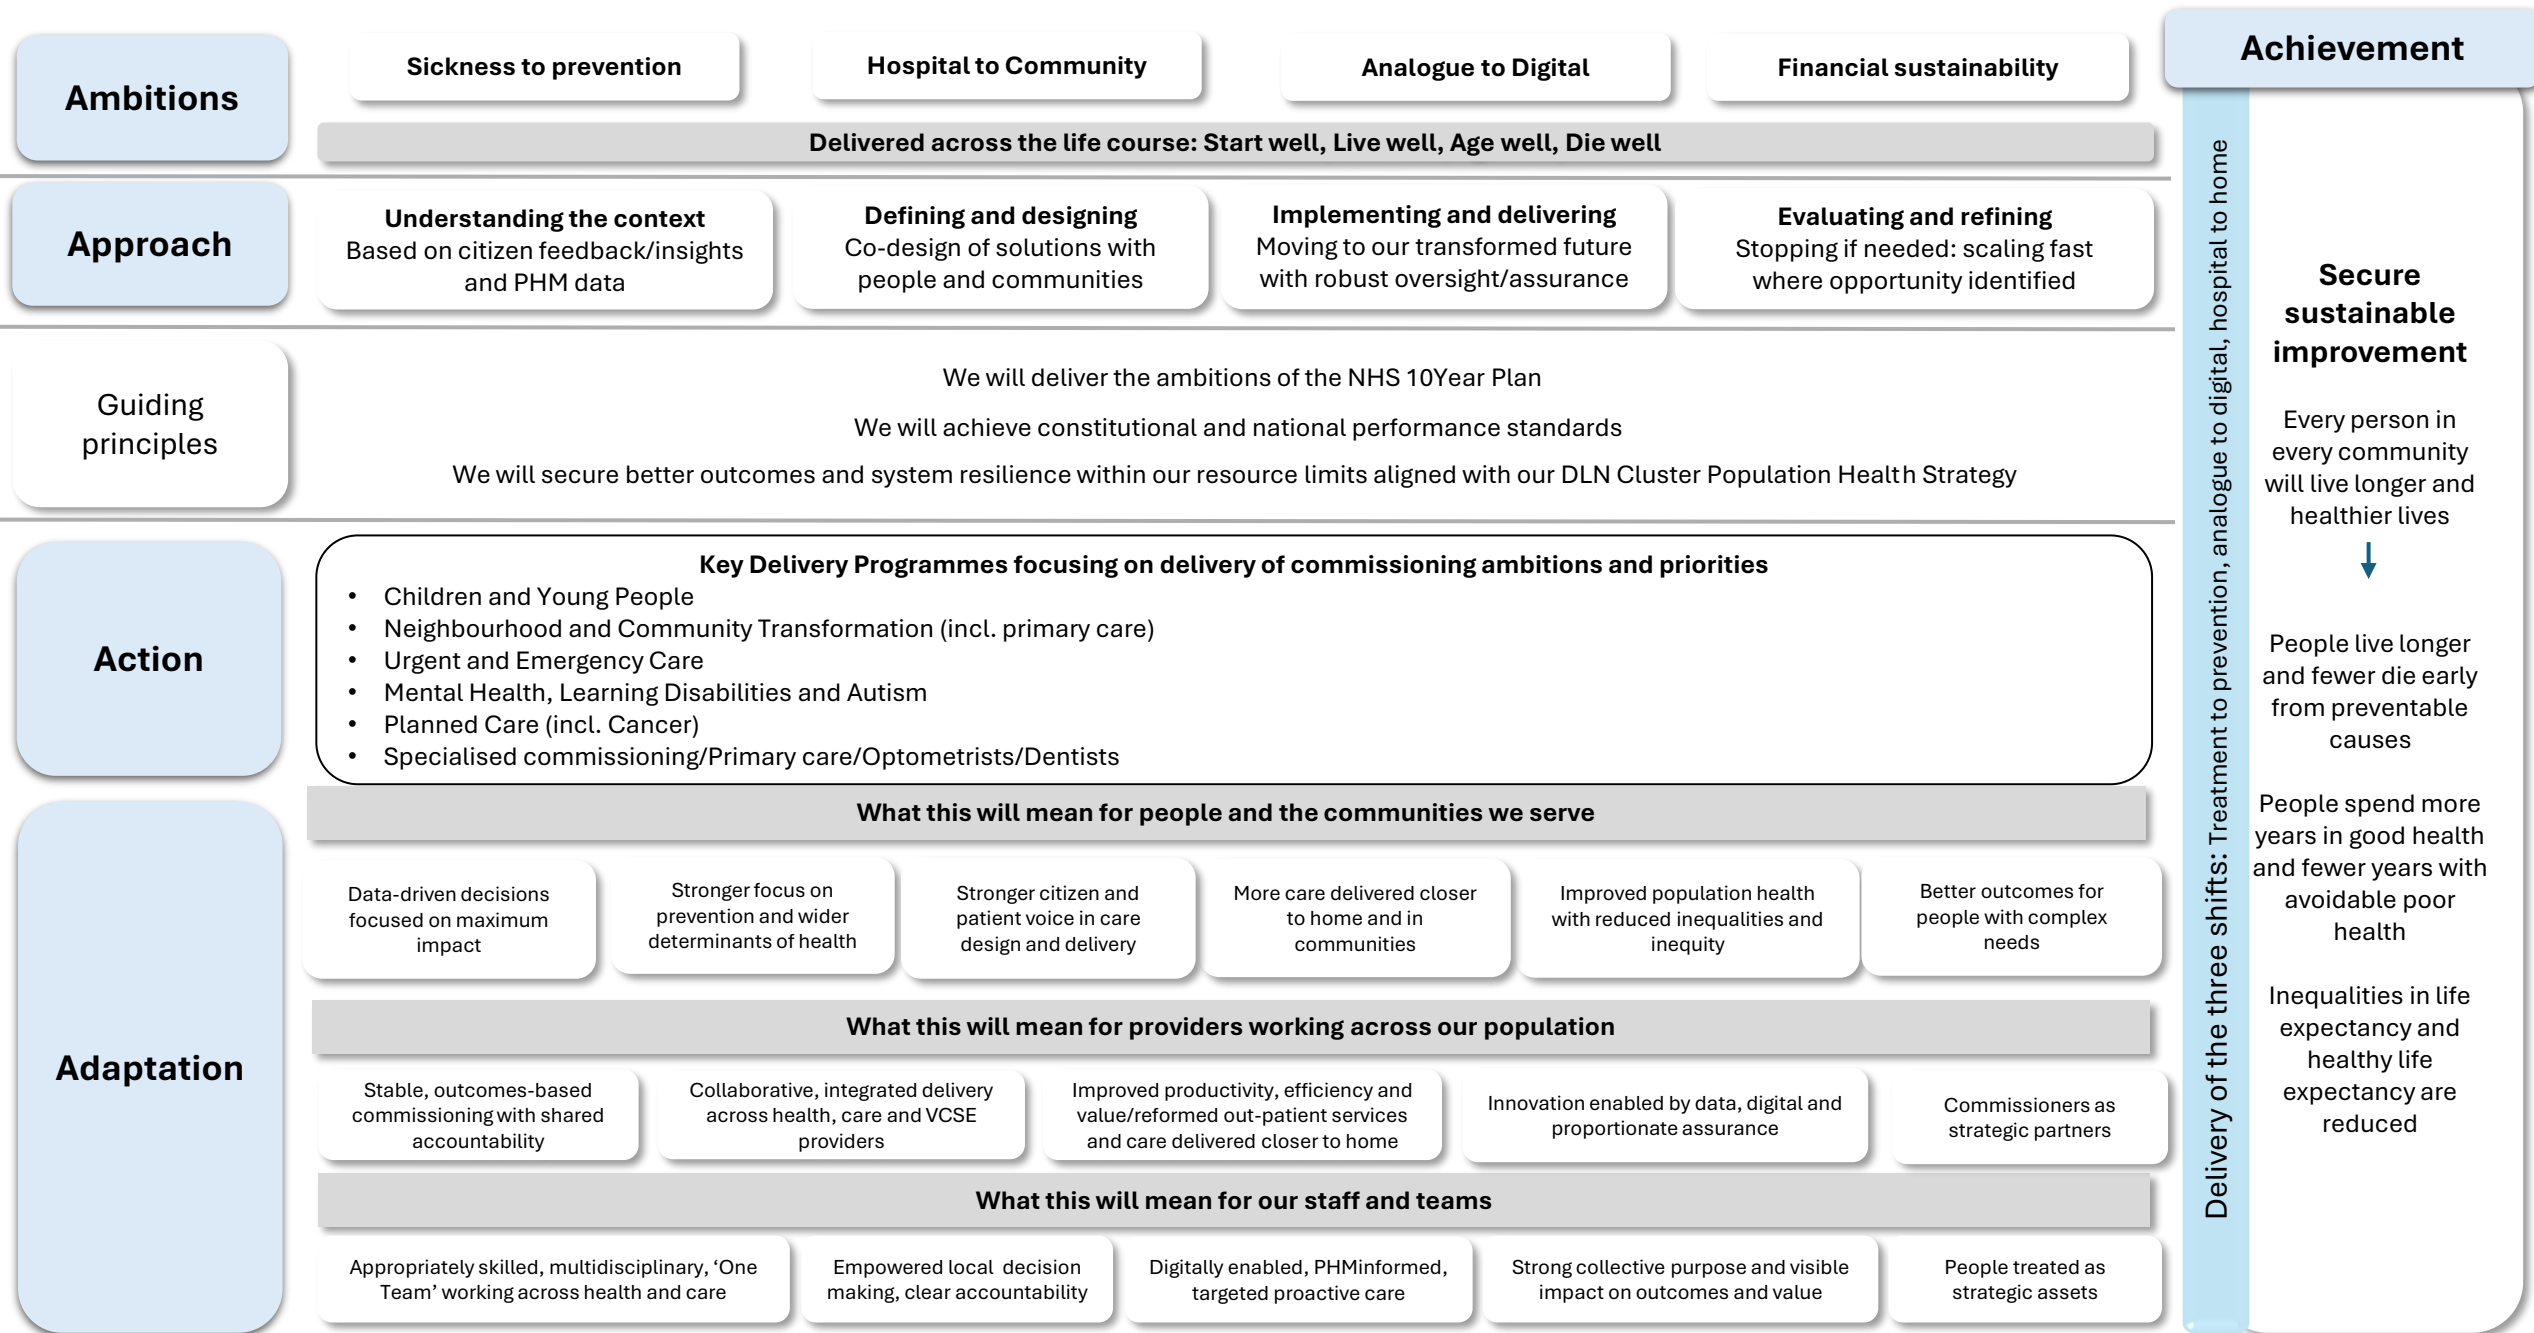 Ambitions
Sickness to prevention
Hospital to Community
Analogue to Digital
Financial sustainability
Delivered across the life course: Start well, Live well, Age well, Die well
Approach
Understanding the context
Based on citizen feedback/insights
and PHM data
Defining and designing
Co-design of solutions with
people and communities
Implementing and delivering
Moving to our transformed future
with robust oversight/assurance
Evaluating and refining
Stopping if needed: scaling fast
where opportunity identified
Guiding
principles
We will deliver the ambitions of the NHS 10Year Plan
We will achieve constitutional and national performance standards
We will secure better outcomes and system resilience within our resource limits aligned with our DLN Cluster Population Health Strategy
Action
Key Delivery Programmes focusing on delivery of commissioning ambitions and priorities
• Children and Young People
• Neighbourhood and Community Transformation (incl. primary care)
• Urgent and Emergency Care
• Mental Health, Learning Disabilities and Autism
• Planned Care (incl. Cancer)
• Specialised commissioning/Primary care/Optometrists/Dentists
Adaptation
What this will mean for people and the communities we serve
Data-driven decisions
focused on maximum
impact
Stronger focus on
prevention and wider
determinants of health
Stronger citizen and
patient voice in care
design and delivery
More care delivered closer
to home and in
communities
Improved population health
with reduced inequalities and
inequity
Better outcomes for
people with complex
needs
What this will mean for providers working across our population
Stable, outcomes-based
commissioning with shared
accountability
Collaborative, integrated delivery
across health, care and VCSE
providers
Improved productivity, efficiency and
value/reformed out-patient services
and care delivered closer to home
Innovation enabled by data, digital and
proportionate assurance
Commissioners as
strategic partners
What this will mean for our staff and teams
Appropriately skilled, multidisciplinary, ‘One
Team’ working across health and care
Empowered local decision
making, clear accountability
Digitally enabled, PHMinformed,
targeted proactive care
Strong collective purpose and visible
impact on outcomes and value
People treated as
strategic assets
Achievement
Delivery of the three shifts: Treatment to prevention, analogue to digital, hospital to home
Secure
sustainable
improvement
Every person in
every community
will live longer and
healthier lives
People live longer
and fewer die early
from preventable
causes
People spend more
years in good health
and fewer years with
avoidable poor
health
Inequalities in life
expectancy and
healthy life
expectancy are
reduced